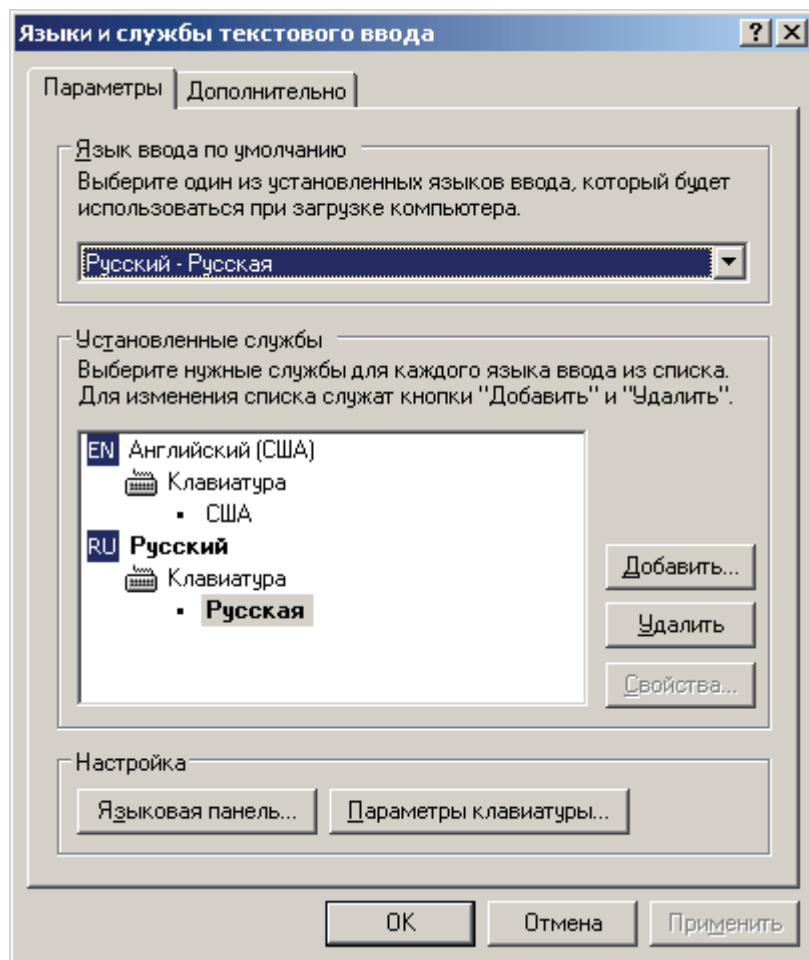 Языки и службы текстового ввода
Параметры
Дополнительно
Язык ввода по умолчанию
Выберите один из установленных языков ввода, который будет
использоваться при загрузке компьютера.
Русский - Русская
Установленные службы
Выберите нужные службы для каждого языка ввода из списка.
Для изменения списка служат кнопки "Добавить" и "Удалить".
EN Английский (США)
Клавиатура
США
RU Русский
Клавиатура
Русская
Добавить...
Удалить
Свойства...
Настройка
Языковая панель...
Параметры клавиатуры...
OK
Отмена
Применить